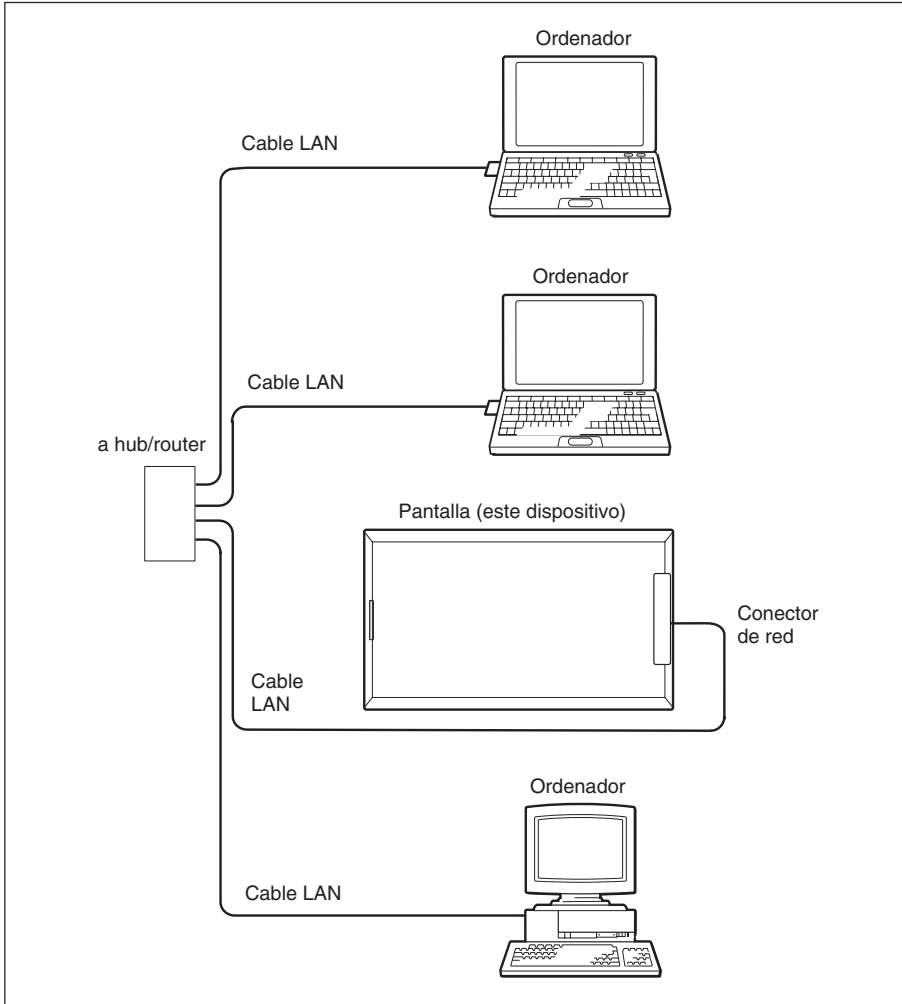 Ordenador
Cable LAN
Ordenador
Cable LAN
a hub/router
Pantalla (este dispositivo)
Conector
de red
Cable
LAN
Ordenador
Cable LAN